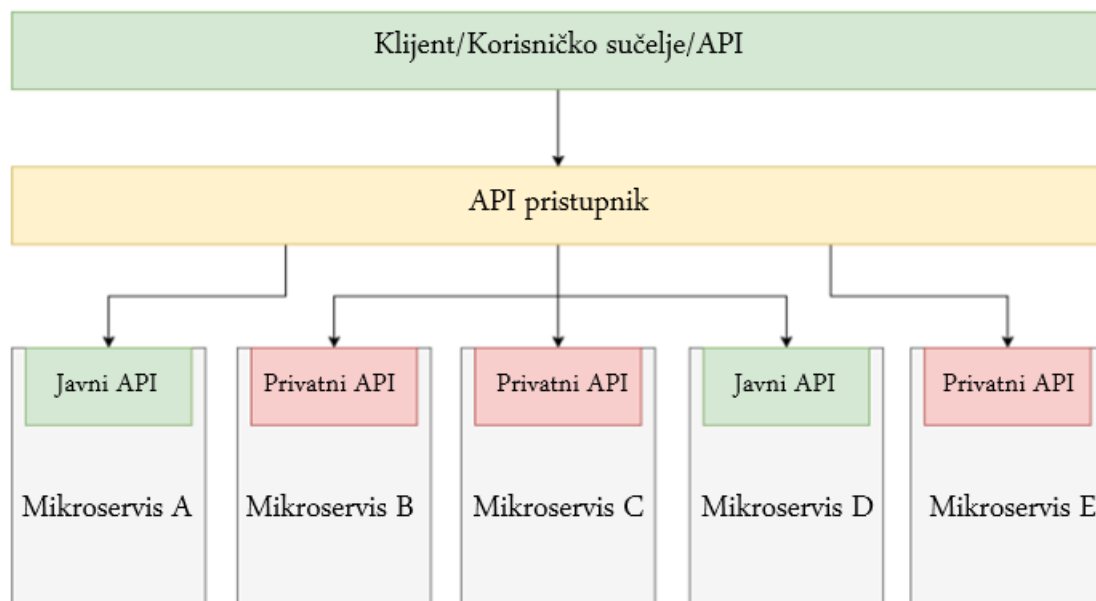 Klijent/Korisničko sučelje/API
API pristupnik
Javni API
Privatni API
Privatni API
Javni API
Privatni API
Mikroservis A
Mikroservis B
Mikroservis C
Mikroservis D
Mikroservis E